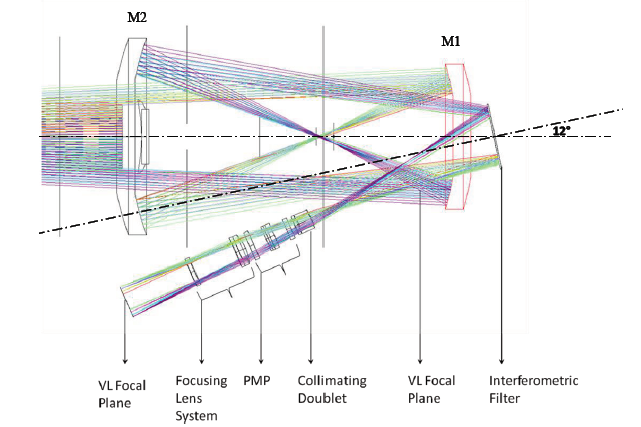 M2
M1
12°
VL Focal
Plane
Focusing
Lens
System
PMP
Collimating
Doublet
VL Focal
Plane
Interferometric
Filter